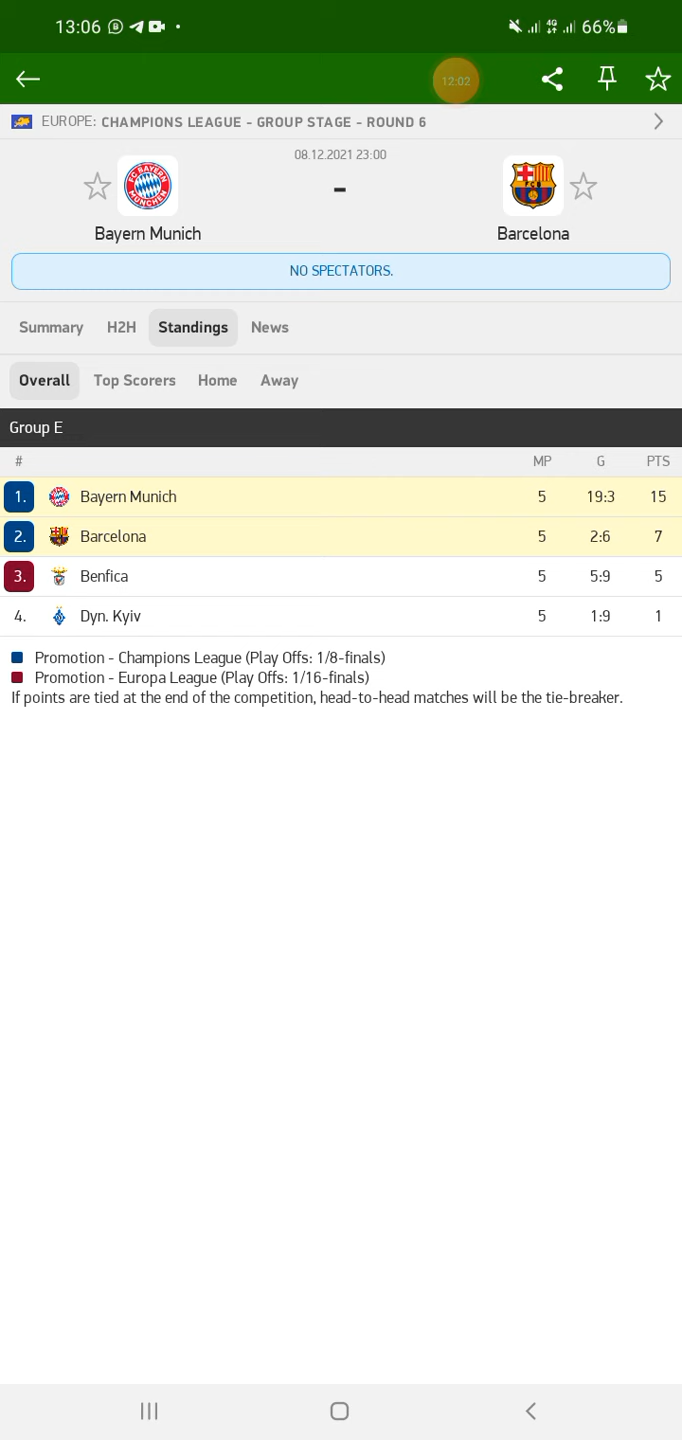 13:06 66%
12:02
EUROPE: CHAMPIONS LEAGUE - GROUP STAGE - ROUND 6
08.12.2021 23:00
-
Bayern Munich Barcelona
NO SPECTATORS.
Summary H2H Standings News
Overall Top Scorers Home Away
Group E
# MP G PTS
1. Bayern Munich 5 19:3 15
2. Barcelona 5 2:6 7
3. Benfica 5 5:9 5
4. Dyn. Kyiv 5 1:9 1
Promotion - Champions League (Play Offs: 1/8-finals)
Promotion - Europa League (Play Offs: 1/16-finals)
If points are tied at the end of the competition, head-to-head matches will be the tie-breaker.